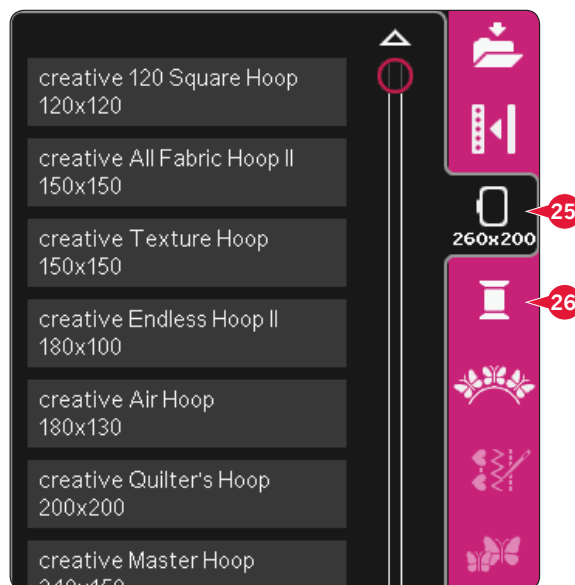 creative 120 Square Hoop
120x120
creative All Fabric Hoop II
150x150
creative Texture Hoop
150x150
creative Endless Hoop II
180x100
creative Air Hoop
180x130
creative Quilter's Hoop
200x200
creative Master Hoop
260x200
25
26